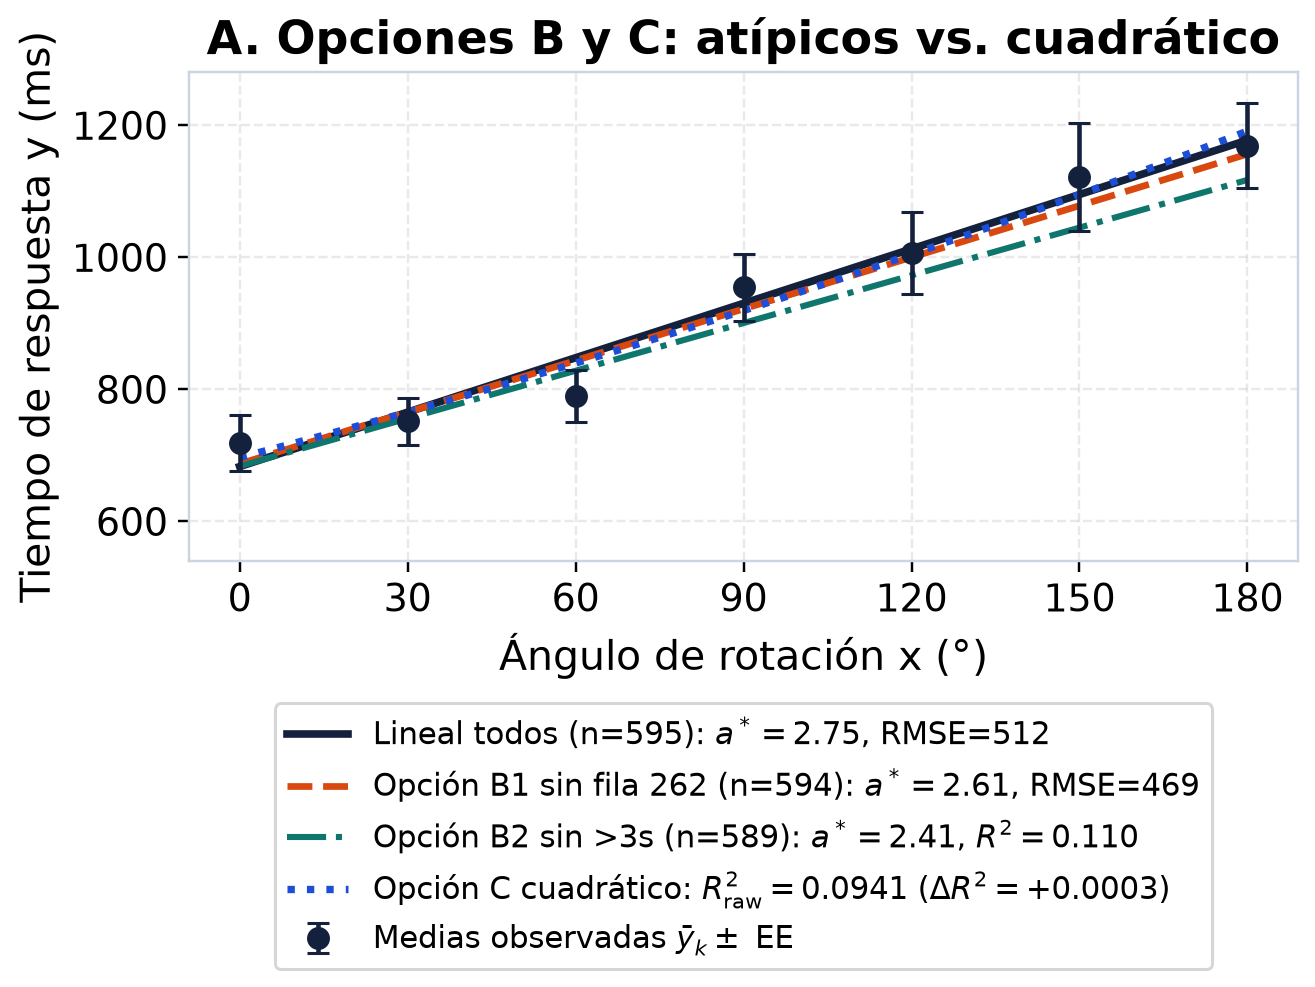 A. Opciones B y C: atípicos vs. cuadrático
Tiempo de respuesta y (ms)
1200
1000
800
600
0 30 60 90 120 150 180
Ángulo de rotación x (°)
Lineal todos (n=595): a* = 2.75, RMSE=512
Opción B1 sin fila 262 (n=594): a* = 2.61, RMSE=469
Opción B2 sin >3s (n=589): a* = 2.41, R² = 0.110
Opción C cuadrático: R²_raw = 0.0941 (ΔR² = +0.0003)
Medias observadas ȳ_k ± EE